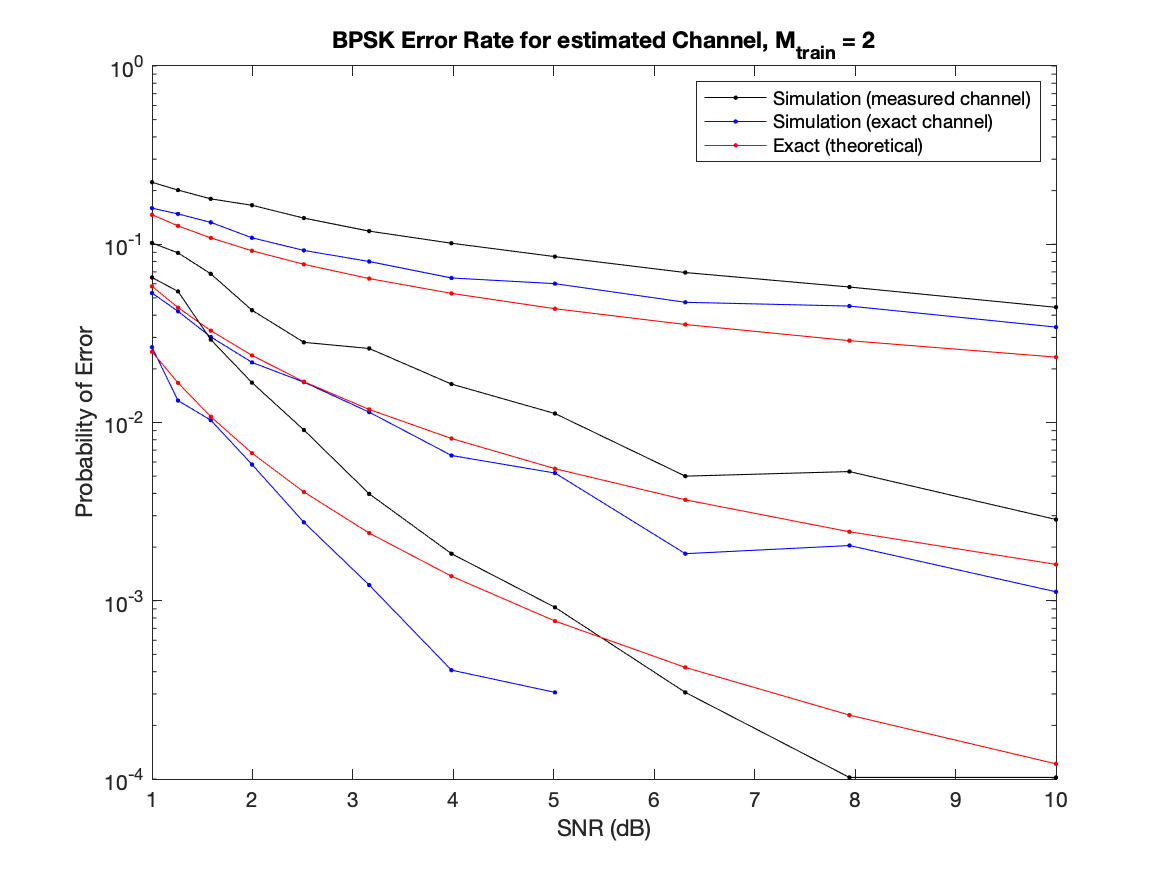 BPSK Error Rate for estimated Channel, M_train = 2
10^0
Simulation (measured channel)
Simulation (exact channel)
Exact (theoretical)
10^-1
10^-2
10^-3
10^-4
Probability of Error
1 2 3 4 5 6 7 8 9 10
SNR (dB)